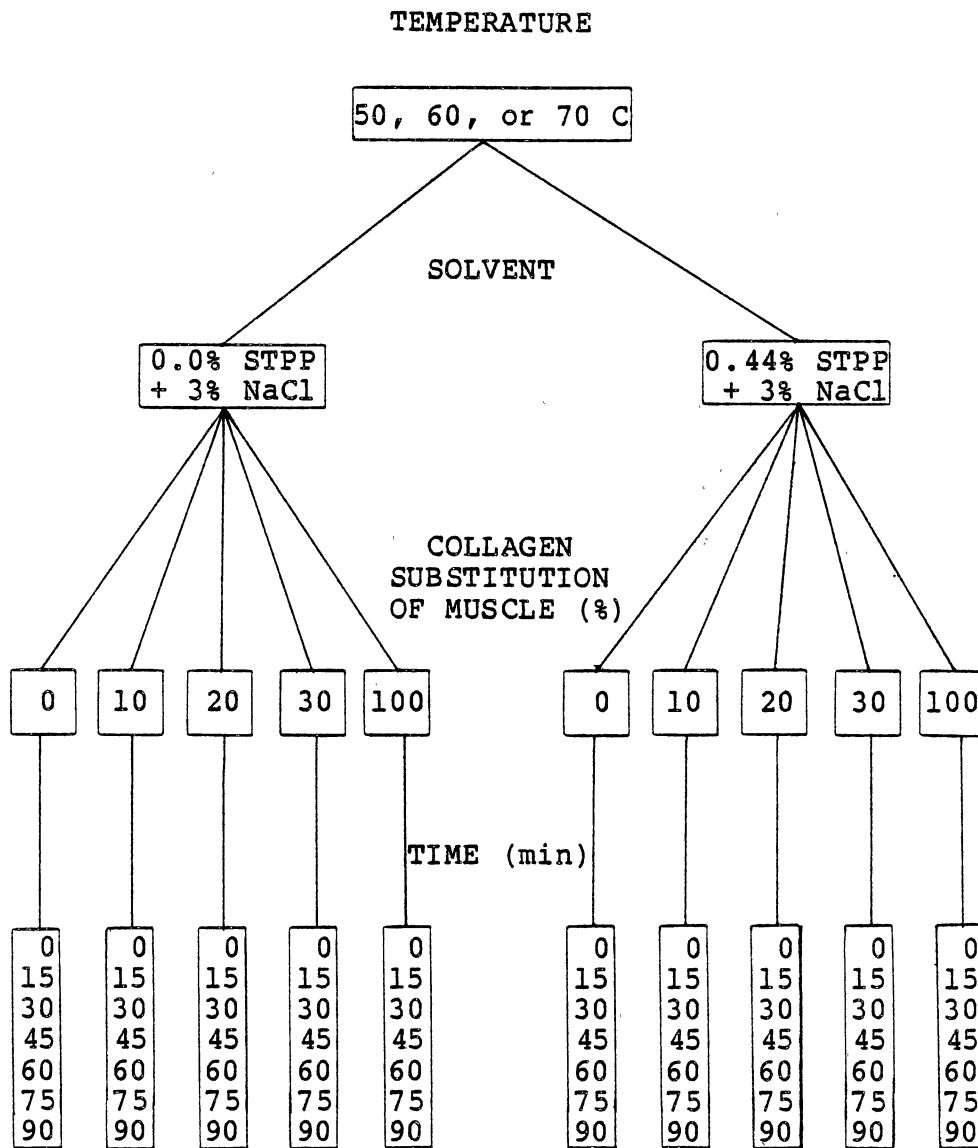 TEMPERATURE
50, 60, or 70 C
SOLVENT
0.0% STPP
+ 3% NaCl
0.44% STPP
+ 3% NaCl
COLLAGEN
SUBSTITUTION
OF MUSCLE (%)
0 10 20 30 100 0 10 20 30 100
TIME (min)
0 0 0 0 0 0 0 0 0 0
15 15 15 15 15 15 15 15 15 15
30 30 30 30 30 30 30 30 30 30
45 45 45 45 45 45 45 45 45 45
60 60 60 60 60 60 60 60 60 60
75 75 75 75 75 75 75 75 75 75
90 90 90 90 90 90 90 90 90 90